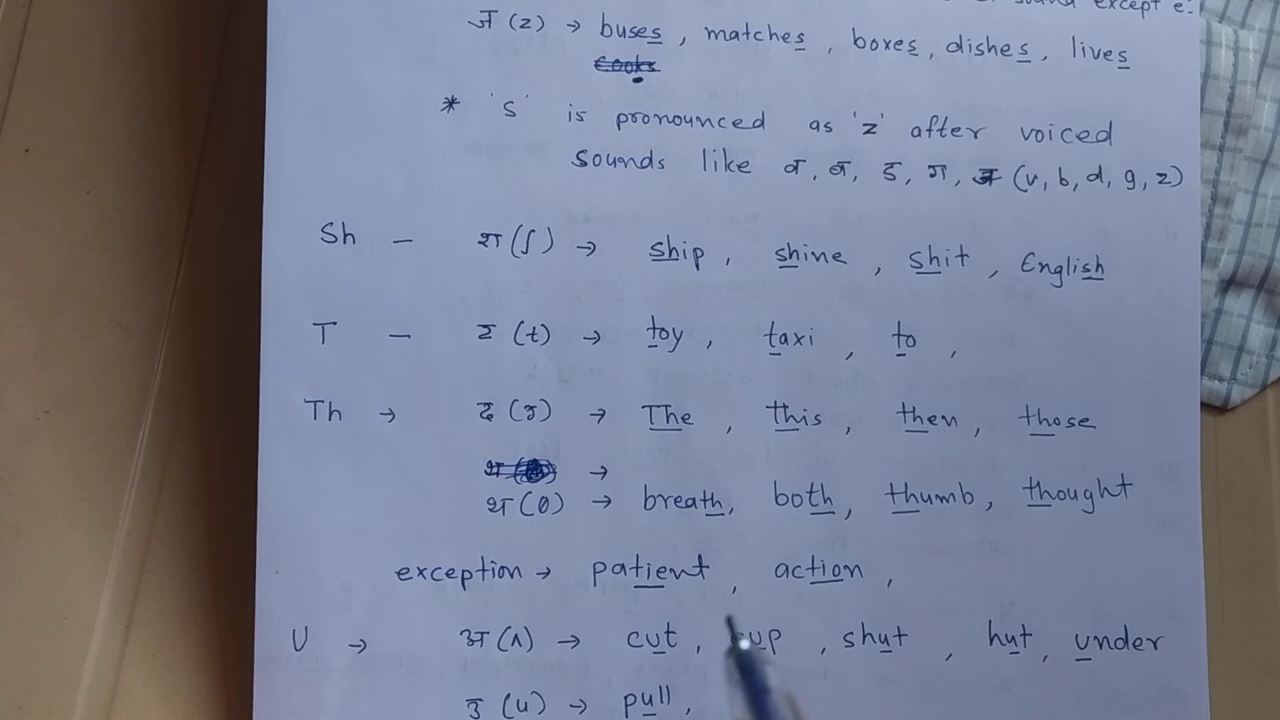 sound except e:
ज़ (z) → buses, matches, boxes, dishes, lives
* 's' is pronounced as 'z' after voiced
sounds like व, ब, ड, ग, ज़ (v, b, d, g, z)
Sh – श (ʃ) → ship, shine, shit, English
T – ट (t) → toy, taxi, to,
Th → द (ठ) → The, this, then, those
→
थ (θ) → breath, both, thumb, thought
exception → patient, action,
U → अ (ʌ) → cut, cup, shut, hut, under
उ (u) → pull,